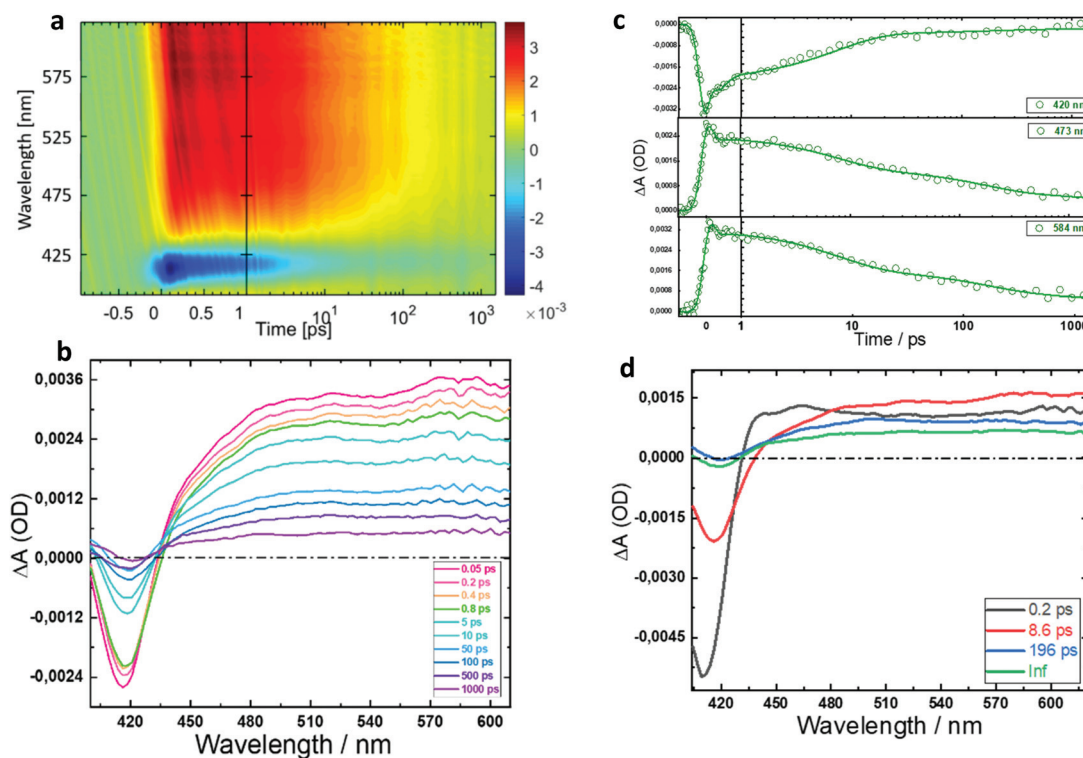 a
Wavelength [nm]
575
525
475
425
-0.5
0
0.5
1
10
10²
10³
Time [ps]
3
2
1
0
-1
-2
-3
-4
×10⁻³
b
ΔA (OD)
0,0036
0,0024
0,0012
0,0000
-0,0012
-0,0024
420
450
480
510
540
570
600
Wavelength / nm
0.05 ps
0.2 ps
0.4 ps
0.8 ps
5 ps
10 ps
50 ps
100 ps
500 ps
1000 ps
c
ΔA (OD)
0,0000
-0,0008
-0,0016
-0,0024
-0,0032
420 nm
0,0024
0,0016
0,0008
0,0000
473 nm
0,0032
0,0024
0,0016
0,0008
0,0000
584 nm
0
1
10
100
1000
Time / ps
d
ΔA (OD)
0,0015
0,0000
-0,0015
-0,0030
-0,0045
420
450
480
510
540
570
600
Wavelength / nm
0.2 ps
8.6 ps
196 ps
Inf